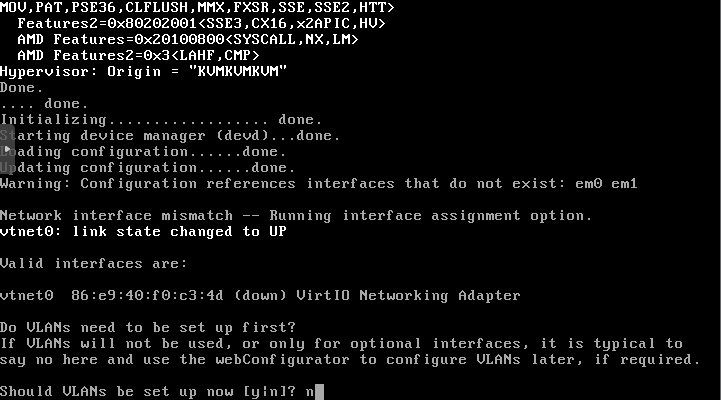 MOV,PAT,PSE36,CLFLUSH,MMX,FXSR,SSE,SSE2,HTT>
Features2=0x80202001<SSE3,CX16,x2APIC,HV>
AMD Features=0x20100800<SYSCALL,NX,LM>
AMD Features2=0x3<LAHF,CMP>
Hypervisor: Origin = "KVMKVMKVM"
Done.
.... done.
Initializing.................. done.
Starting device manager (devd)...done.
Loading configuration......done.
Updating configuration......done.
Warning: Configuration references interfaces that do not exist: em0 em1
Network interface mismatch -- Running interface assignment option.
vtnet0: link state changed to UP
Valid interfaces are:
vtnet0  86:e9:40:f0:c3:4d (down) VirtIO Networking Adapter
Do VLANs need to be set up first?
If VLANs will not be used, or only for optional interfaces, it is typical to
say no here and use the webConfigurator to configure VLANs later, if required.
Should VLANs be set up now [y|n]? n